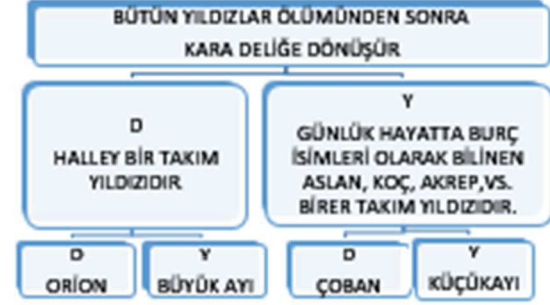 BÜTÜN YILDIZLAR ÖLÜMÜNDEN SONRA
KARA DELİĞE DÖNÜŞÜR
D
HALLEY BİR TAKIM
YILDIZIDIR
Y
GÜNLÜK HAYATTA BURÇ
İSİMLERİ OLARAK BİLİNEN
ASLAN, KOÇ, AKREP,VS.
BİRER TAKIM YILDIZIDIR.
D
ORİON
Y
BÜYÜK AYI
D
ÇOBAN
Y
KÜÇÜKAYI